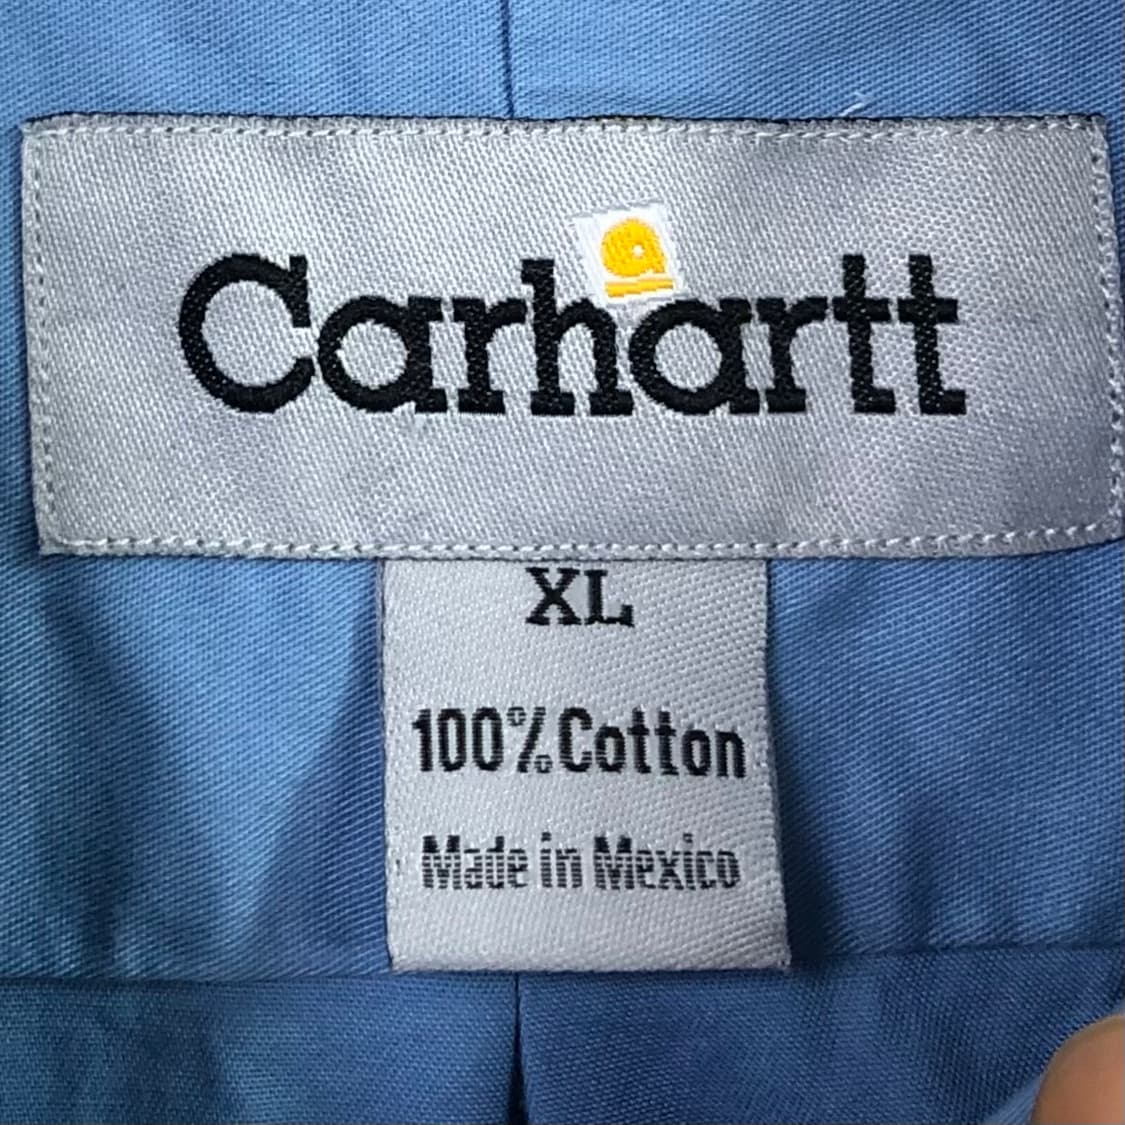 Carhartt
XL
100% Cotton
Made in Mexico